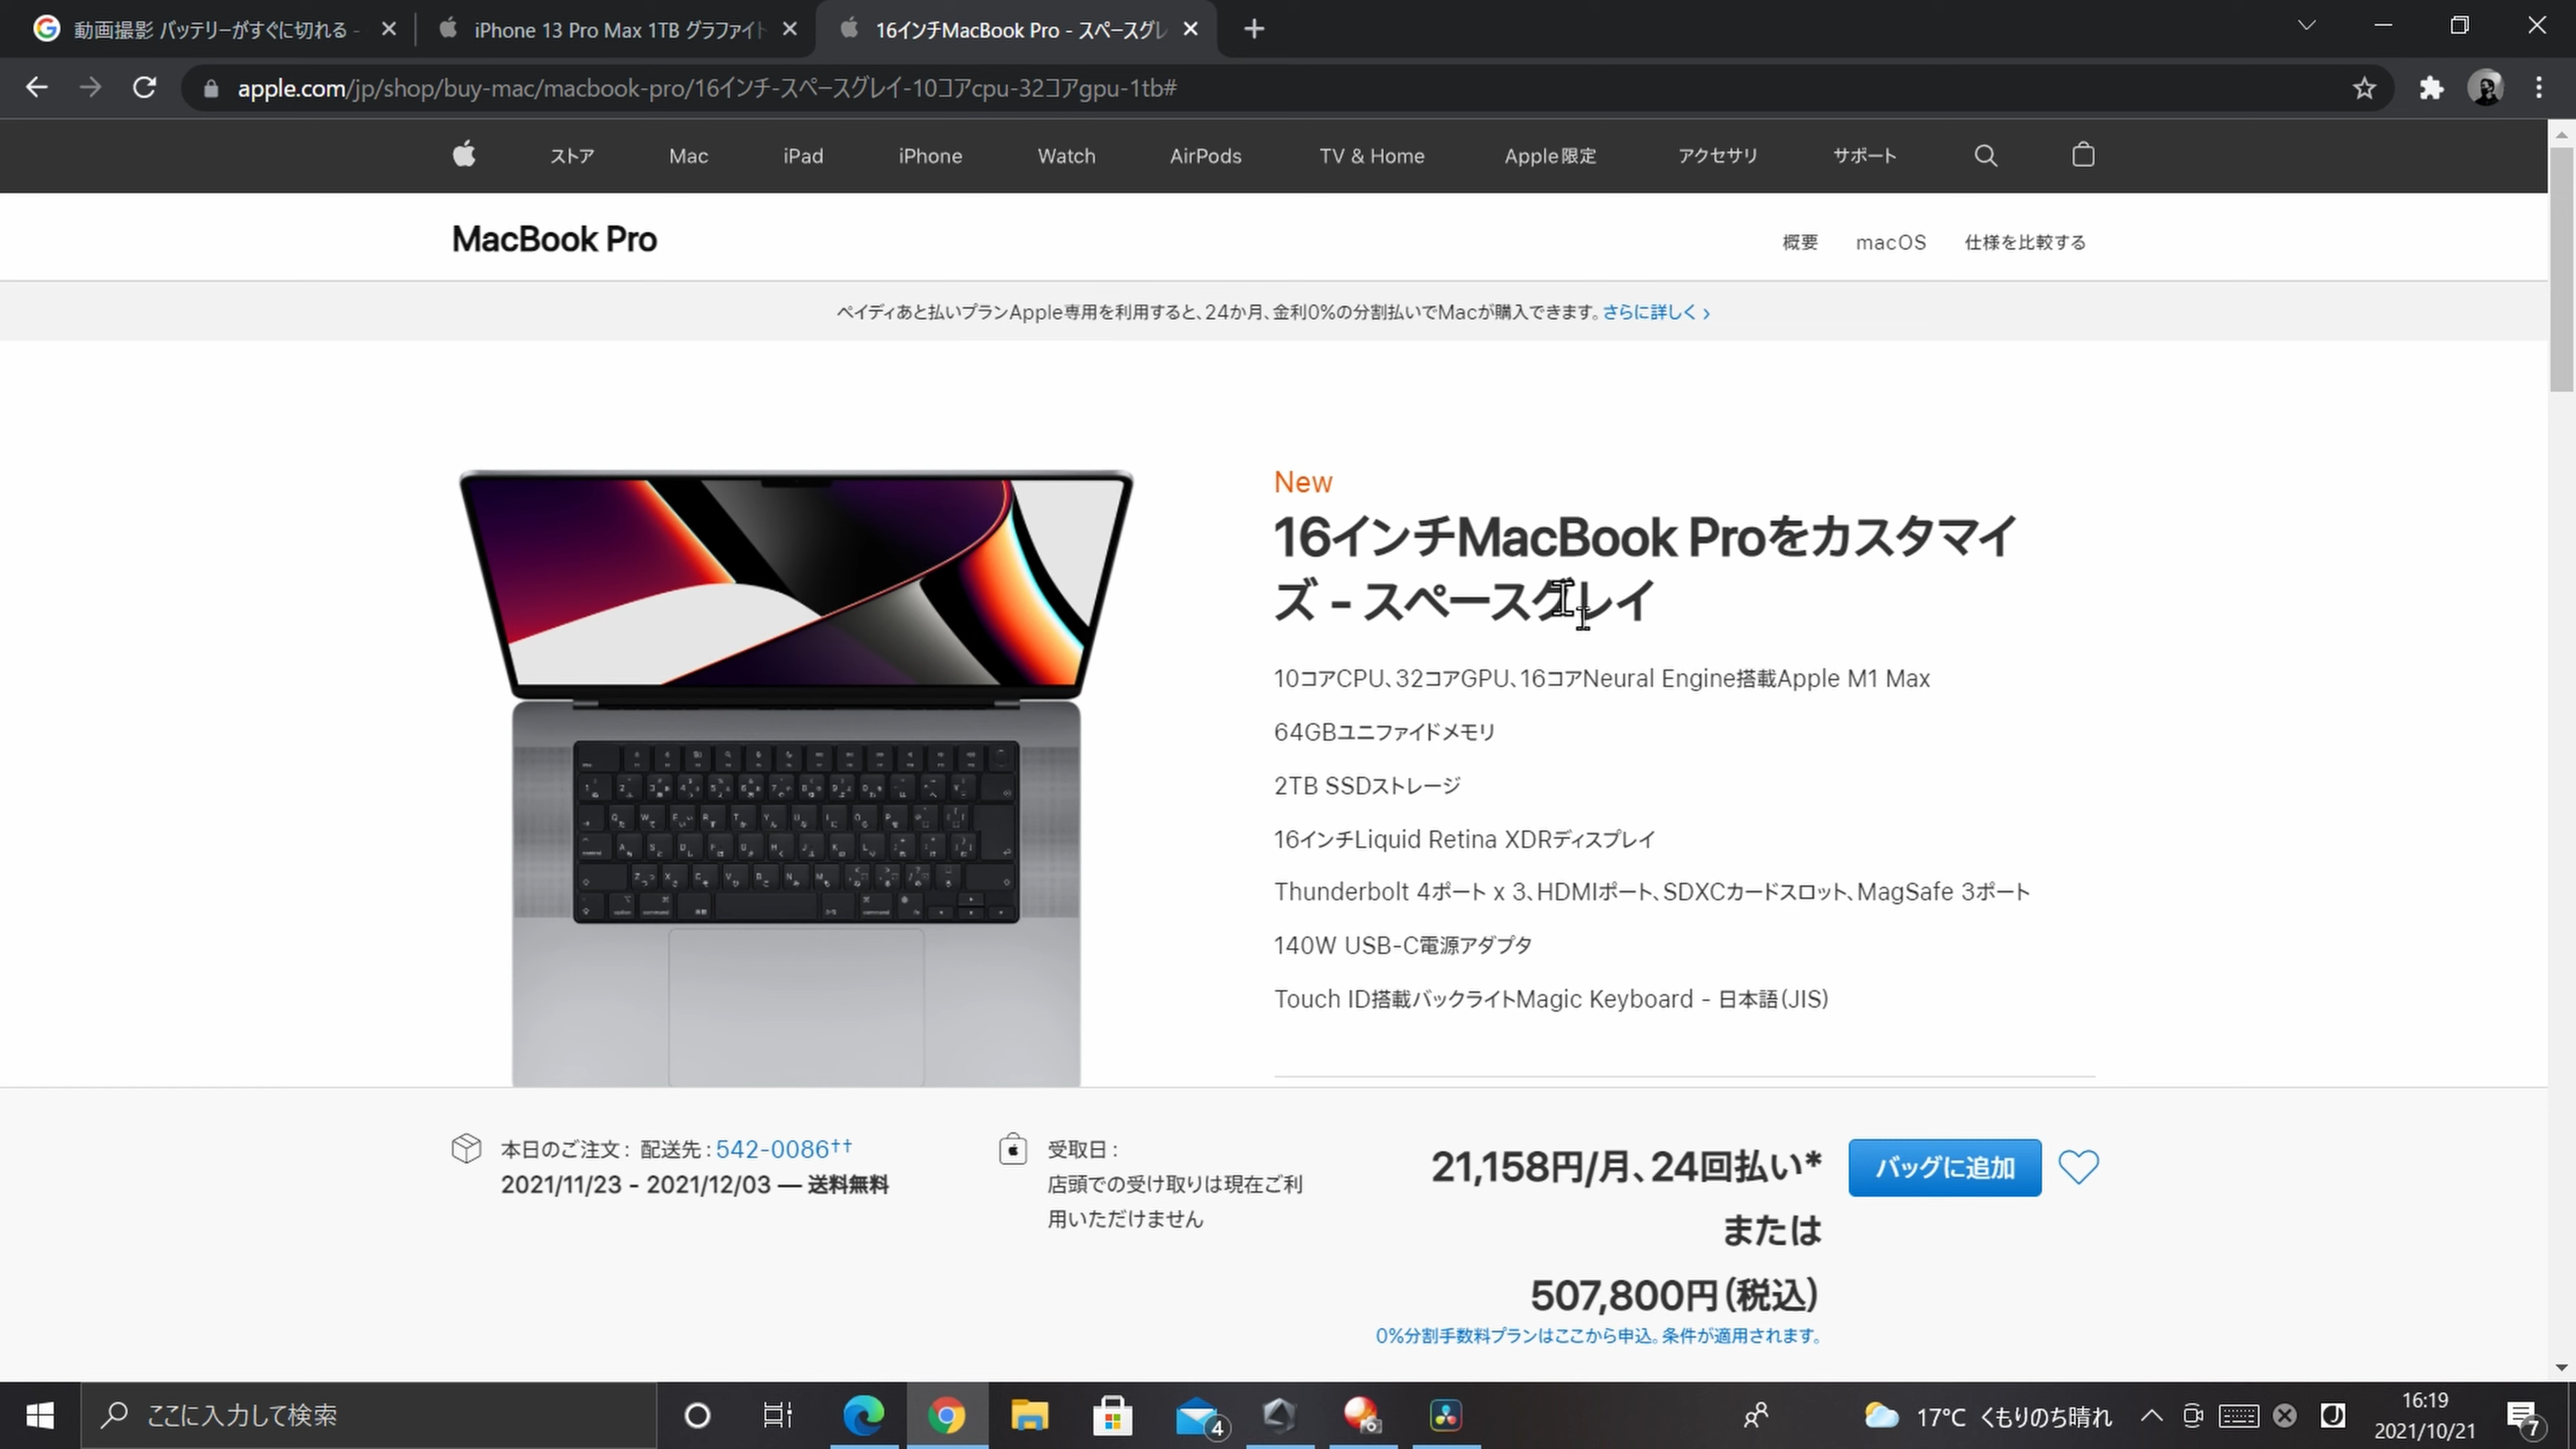 動画撮影 バッテリーがすぐに切れる -
iPhone 13 Pro Max 1TB グラファイト
16インチMacBook Pro - スペースグレ
apple.com/jp/shop/buy-mac/macbook-pro/16インチ-スペースグレイ-10コアcpu-32コアgpu-1tb#
ストア Mac iPad iPhone Watch AirPods TV & Home Apple限定 アクセサリ サポート
MacBook Pro
概要 macOS 仕様を比較する
ペイディあと払いプランApple専用を利用すると、24か月、金利0%の分割払いでMacが購入できます。さらに詳しく >
New
16インチMacBook Proをカスタマイ
ズ - スペースグレイ
10コアCPU、32コアGPU、16コアNeural Engine搭載Apple M1 Max
64GBユニファイドメモリ
2TB SSDストレージ
16インチLiquid Retina XDRディスプレイ
Thunderbolt 4ポート x 3、HDMIポート、SDXCカードスロット、MagSafe 3ポート
140W USB-C電源アダプタ
Touch ID搭載バックライトMagic Keyboard - 日本語(JIS)
本日のご注文: 配送先:542-0086††
2021/11/23 - 2021/12/03 — 送料無料
受取日:
店頭での受け取りは現在ご利
用いただけません
21,158円/月、24回払い*
または
507,800円(税込)
0%分割手数料プランはここから申込。条件が適用されます。
バッグに追加
ここに入力して検索
4
17°C くもりのち晴れ
16:19
2021/10/21
7